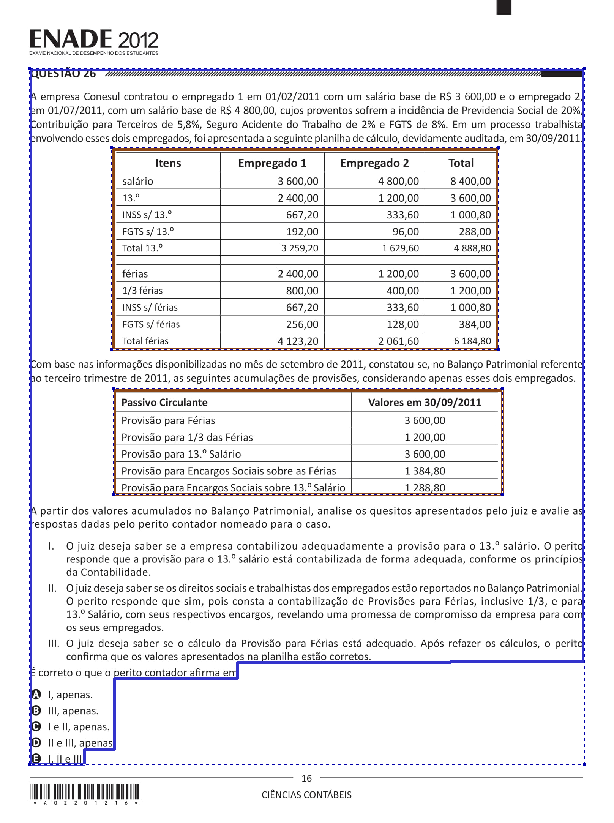 ENADE 2012
EXAME NACIONAL DE DESEMPENHO DOS ESTUDANTES
QUESTÃO 26
A empresa Conesul contratou o empregado 1 em 01/02/2011 com um salário base de R$ 3 600,00 e o empregado 2,
em 01/07/2011, com um salário base de R$ 4 800,00, cujos proventos sofrem a incidência de Previdencia Social de 20%,
Contribuição para Terceiros de 5,8%, Seguro Acidente do Trabalho de 2% e FGTS de 8%. Em um processo trabalhista
envolvendo esses dois empregados, foi apresentada a seguinte planilha de cálculo, devidamente auditada, em 30/09/2011.
Itens Empregado 1 Empregado 2 Total
salário 3 600,00 4 800,00 8 400,00
13.º 2 400,00 1 200,00 3 600,00
INSS s/ 13.º 667,20 333,60 1 000,80
FGTS s/ 13.º 192,00 96,00 288,00
Total 13.º 3 259,20 1 629,60 4 888,80
férias 2 400,00 1 200,00 3 600,00
1/3 férias 800,00 400,00 1 200,00
INSS s/ férias 667,20 333,60 1 000,80
FGTS s/ férias 256,00 128,00 384,00
Total férias 4 123,20 2 061,60 6 184,80
Com base nas informações disponibilizadas no mês de setembro de 2011, constatou-se, no Balanço Patrimonial referente
ao terceiro trimestre de 2011, as seguintes acumulações de provisões, considerando apenas esses dois empregados.
Passivo Circulante Valores em 30/09/2011
Provisão para Férias 3 600,00
Provisão para 1/3 das Férias 1 200,00
Provisão para 13.º Salário 3 600,00
Provisão para Encargos Sociais sobre as Férias 1 384,80
Provisão para Encargos Sociais sobre 13.º Salário 1 288,80
A partir dos valores acumulados no Balanço Patrimonial, analise os quesitos apresentados pelo juiz e avalie as
respostas dadas pelo perito contador nomeado para o caso.
I. O juiz deseja saber se a empresa contabilizou adequadamente a provisão para o 13.º salário. O perito
responde que a provisão para o 13.º salário está contabilizada de forma adequada, conforme os princípios
da Contabilidade.
II. O juiz deseja saber se os direitos sociais e trabalhistas dos empregados estão reportados no Balanço Patrimonial.
O perito responde que sim, pois consta a contabilização de Provisões para Férias, inclusive 1/3, e para
13.º Salário, com seus respectivos encargos, revelando uma promessa de compromisso da empresa para com
os seus empregados.
III. O juiz deseja saber se o cálculo da Provisão para Férias está adequado. Após refazer os cálculos, o perito
confirma que os valores apresentados na planilha estão corretos.
É correto o que o perito contador afirma em
A I, apenas.
B III, apenas.
C I e II, apenas.
D II e III, apenas.
E I, II e III.
16
CIÊNCIAS CONTÁBEIS
*A0220121 6*